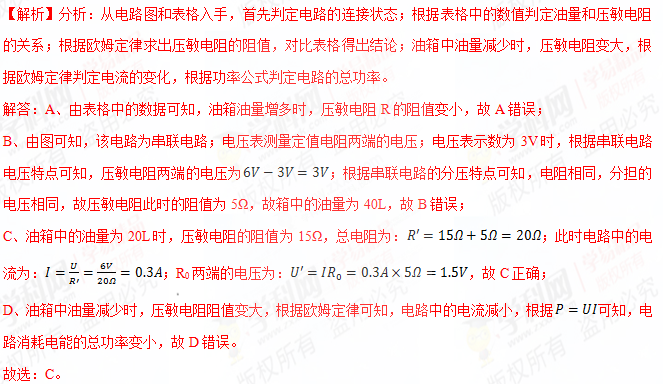 【解析】分析：从电路图和表格入手，首先判定电路的连接状态；根据表格中的数值判定油量和压敏电阻
的关系；根据欧姆定律求出压敏电阻的阻值，对比表格得出结论；油箱中油量减少时，压敏电阻变大，根
据欧姆定律判定电流的变化，根据功率公式判定电路的总功率。
解答：A、由表格中的数据可知，油箱油量增多时，压敏电阻 R 的阻值变小，故 A 错误；
B、由图可知，该电路为串联电路；电压表测量定值电阻两端的电压；电压表示数为 3V 时，根据串联电路
电压特点可知，压敏电阻两端的电压为6V − 3V = 3V；根据串联电路的分压特点可知，电阻相同，分担的
电压相同，故压敏电阻此时的阻值为 5Ω，故箱中的油量为 40L，故 B 错误；
C、油箱中的油量为 20L 时，压敏电阻的阻值为 15Ω，总电阻为：R′ = 15Ω + 5Ω = 20Ω；此时电路中的电
流为：I = U/R′ = 6V/20Ω = 0.3A；R₀ 两端的电压为：U′ = IR₀ = 0.3A × 5Ω = 1.5V，故 C 正确；
D、油箱中油量减少时，压敏电阻阻值变大，根据欧姆定律可知，电路中的电流减小，根据P = UI可知，电
路消耗电能的总功率变小，故 D 错误。
故选：C。